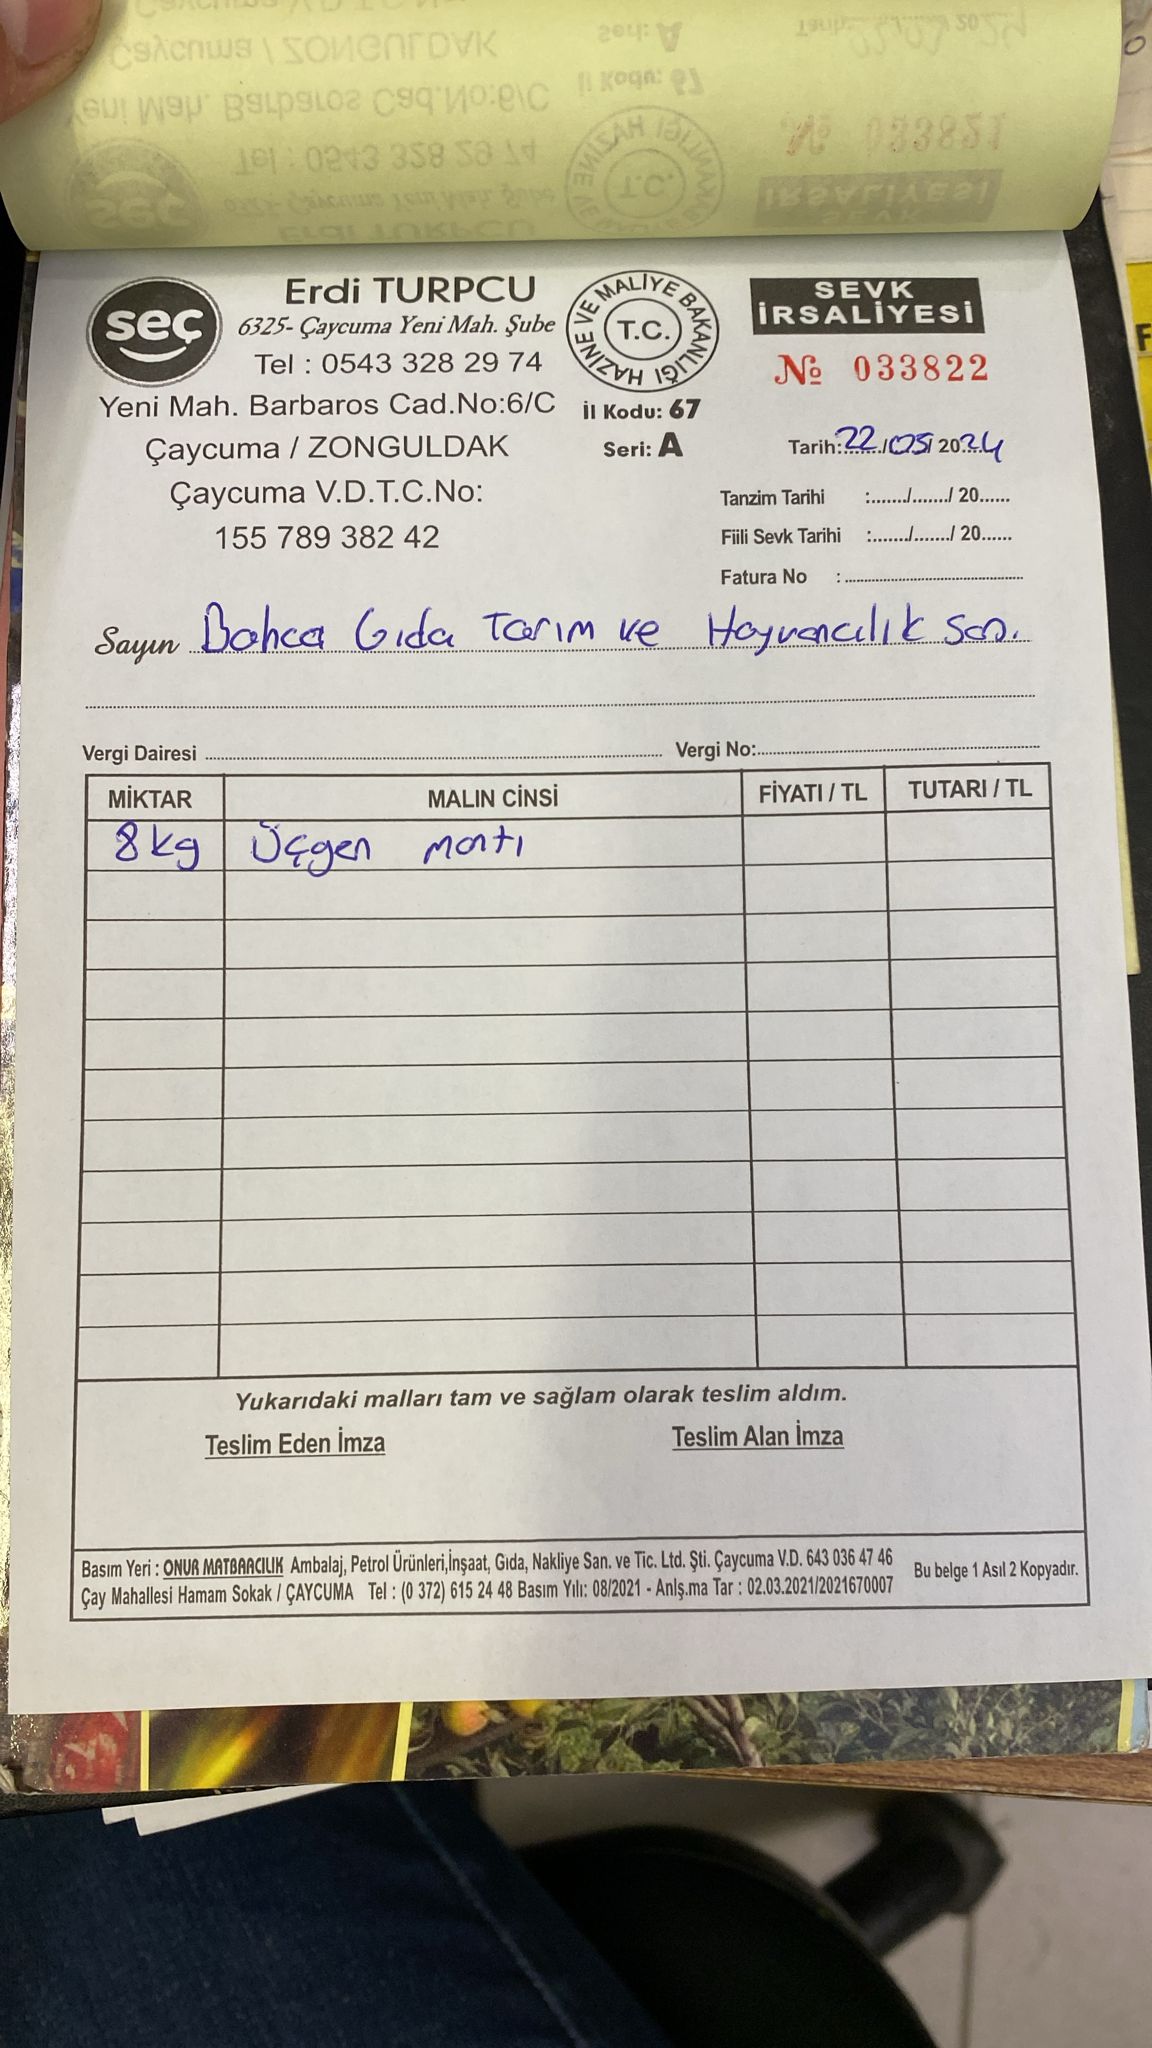 seç
Erdi TURPCU
6325- Çaycuma Yeni Mah. Şube
Tel : 0543 328 29 74
Yeni Mah. Barbaros Cad.No:6/C
Çaycuma / ZONGULDAK
Çaycuma V.D.T.C.No:
155 789 382 42
T.C. HAZİNE VE MALİYE BAKANLIĞI
İl Kodu: 67
Seri: A
SEVK
İRSALİYESİ
№ 033822
Tarih: 22/05/2024
Tanzim Tarihi :......./......./ 20......
Fiili Sevk Tarihi :......./......./ 20......
Fatura No :
Sayın Bahca Gıda Tarım ve Hayvancılık San.
Vergi Dairesi Vergi No:
MİKTAR MALIN CİNSİ FİYATI / TL TUTARI / TL
8 kg Üçgen mantı
Yukarıdaki malları tam ve sağlam olarak teslim aldım.
Teslim Eden İmza Teslim Alan İmza
Basım Yeri : ONUR MATBAACILIK Ambalaj, Petrol Ürünleri,İnşaat, Gıda, Nakliye San. ve Tic. Ltd. Şti. Çaycuma V.D. 643 036 47 46
Çay Mahallesi Hamam Sokak / ÇAYCUMA Tel : (0 372) 615 24 48 Basım Yılı: 08/2021 - Anlş.ma Tar : 02.03.2021/2021670007
Bu belge 1 Asıl 2 Kopyadır.